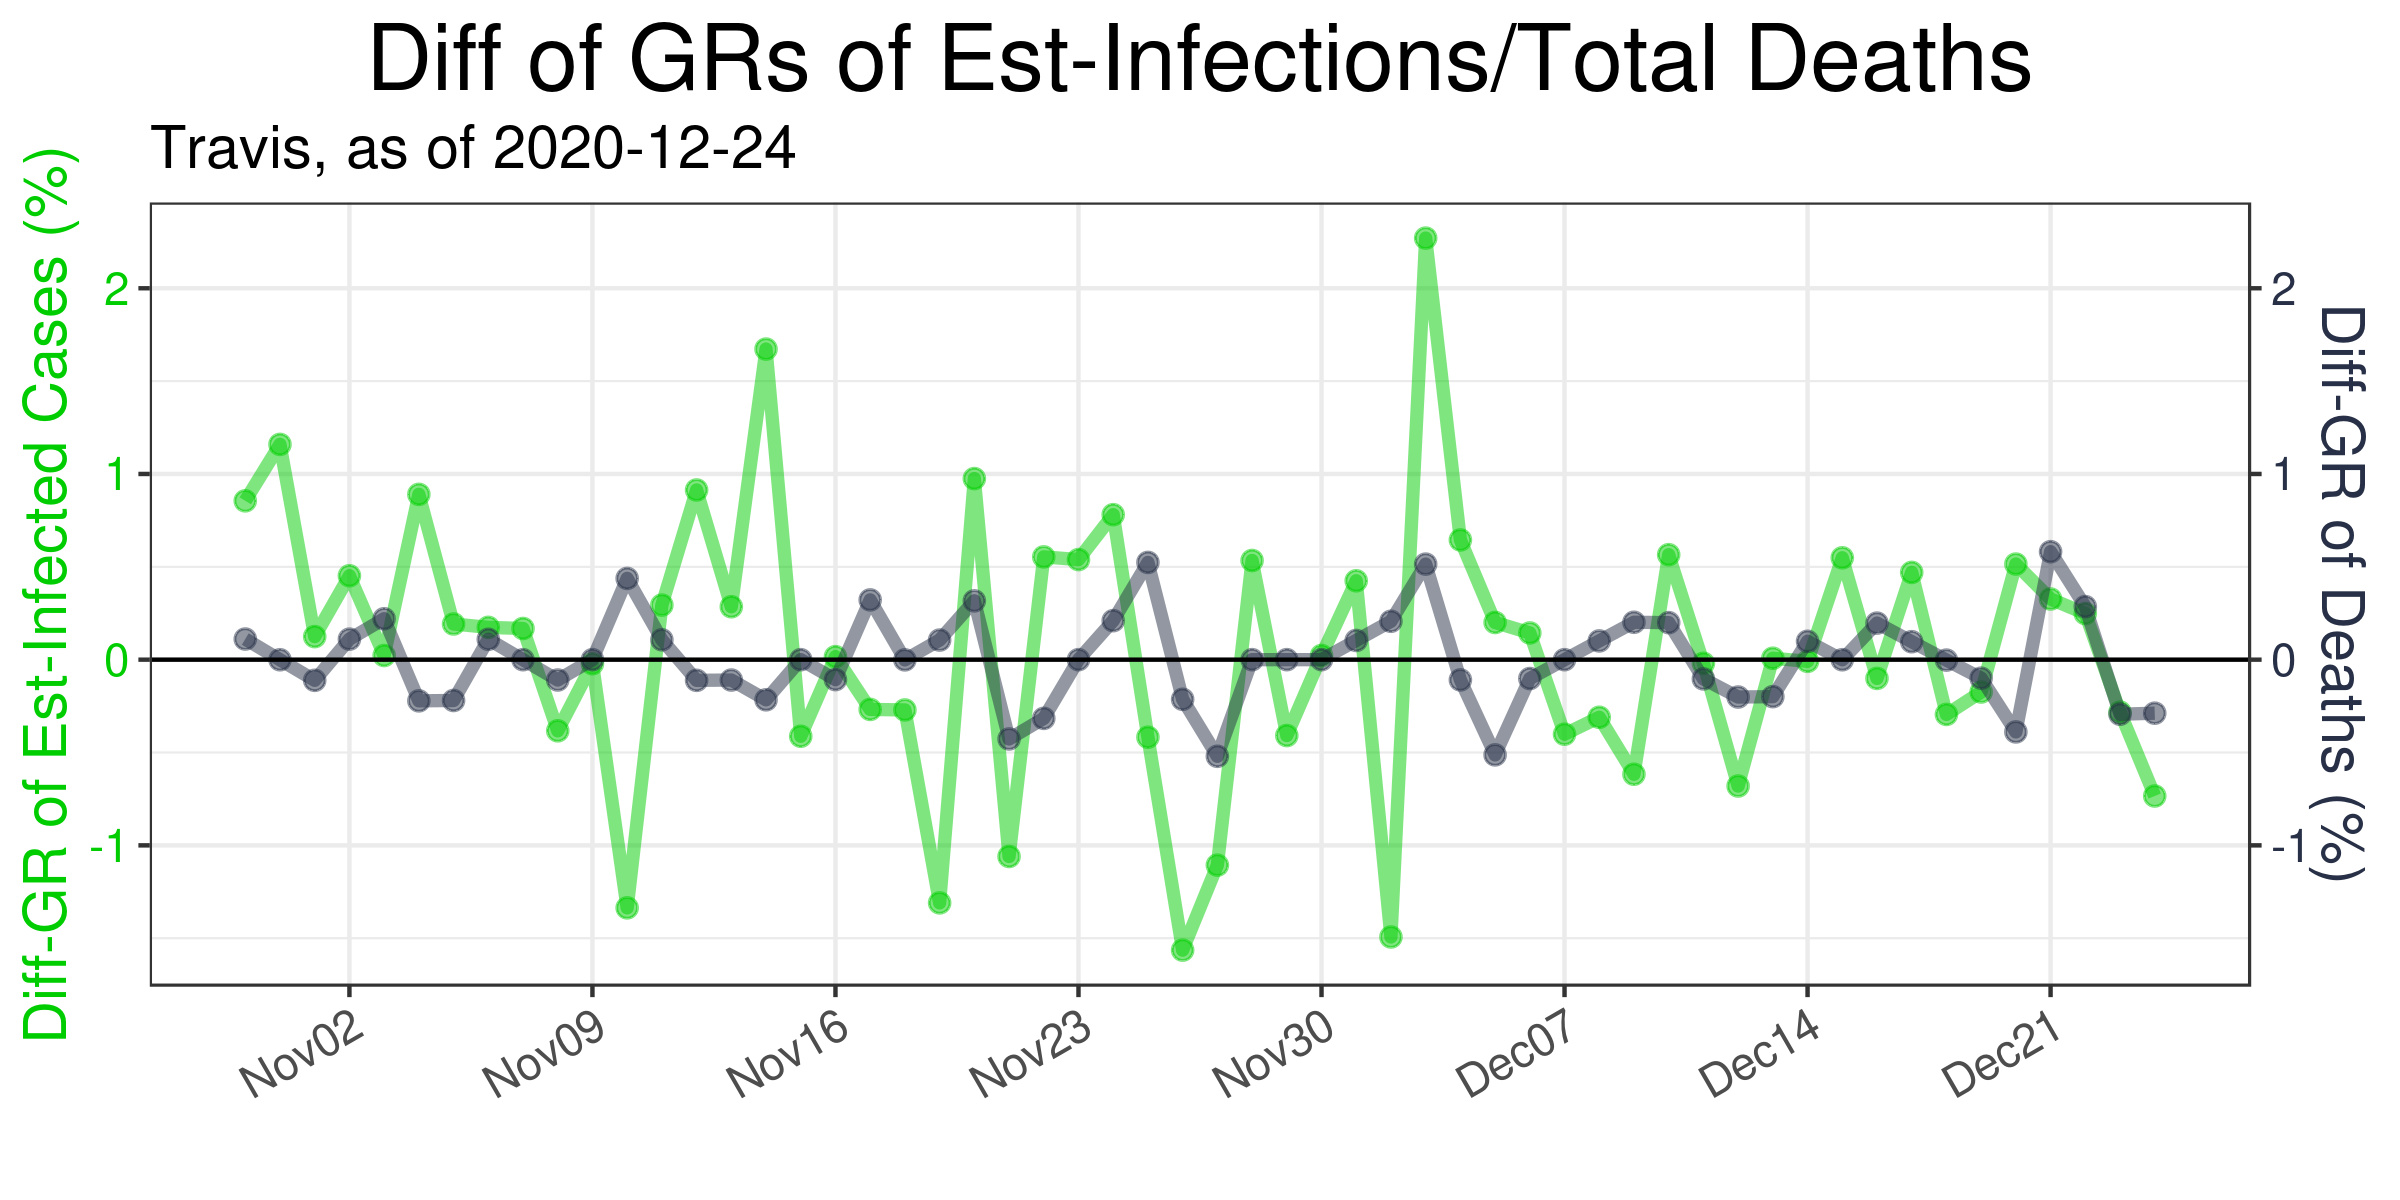 Diff of GRs of Est-Infections/Total Deaths
Travis, as of 2020-12-24
Diff-GR of Est-Infected Cases (%)
2
1
0
-1
2
1
0
-1
Diff-GR of Deaths (%)
Nov02
Nov09
Nov16
Nov23
Nov30
Dec07
Dec14
Dec21